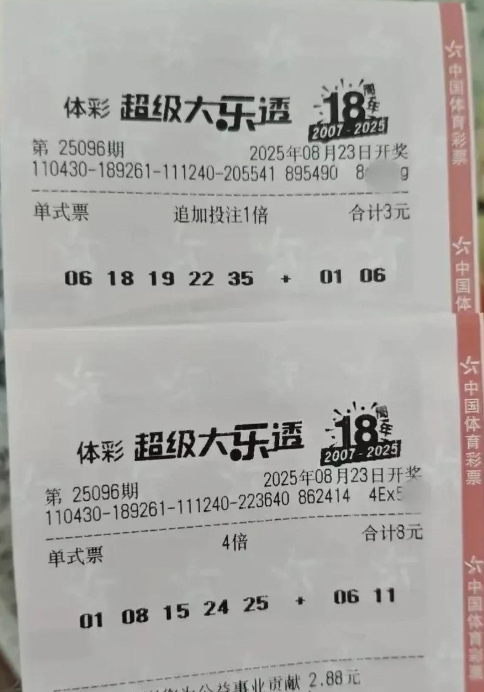 体彩 超级大乐透 18周年
2007-2025
第 25096期 2025年08月23日开奖
110430-189261-111240-205541 895490 8 g
单式票 追加投注1倍 合计3元
06 18 19 22 35 + 01 06
中国体育彩票
中国体
体彩 超级大乐透 18周年
2007-2025
第 25096期 2025年08月23日开奖
110430-189261-111240-223640 862414 4Ex
单式票 4倍 合计8元
01 08 15 24 25 + 06 11
公益事业贡献 2.88元
中国体育彩票
中国体育彩票